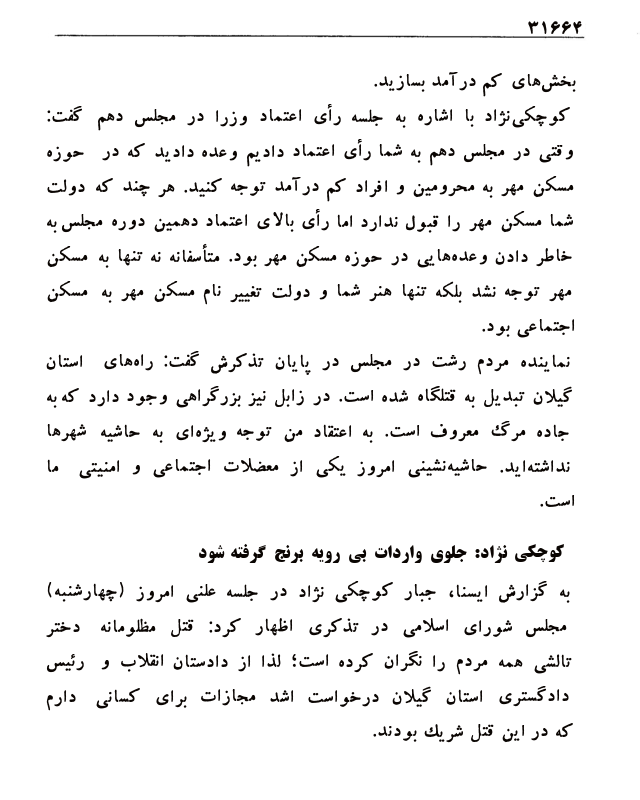 ۳۱۶۶۴
بخش‌های کم درآمد بسازید.
کوچکی‌نژاد با اشاره به جلسه رأی اعتماد وزرا در مجلس دهم گفت:
وقتی در مجلس دهم به شما رأی اعتماد دادیم وعده دادید که در حوزه
مسکن مهر به محرومین و افراد کم درآمد توجه کنید. هر چند که دولت
شما مسکن مهر را قبول ندارد اما رأی بالای اعتماد دهمین دوره مجلس به
خاطر دادن وعده‌هایی در حوزه مسکن مهر بود. متأسفانه نه تنها به مسکن
مهر توجه نشد بلکه تنها هنر شما و دولت تغییر نام مسکن مهر به مسکن
اجتماعی بود.
نماینده مردم رشت در مجلس در پایان تذکرش گفت: راه‌های استان
گیلان تبدیل به قتلگاه شده است. در زابل نیز بزرگراهی وجود دارد که به
جاده مرگ معروف است. به اعتقاد من توجه ویژه‌ای به حاشیه شهرها
نداشته‌اید. حاشیه‌نشینی امروز یکی از معضلات اجتماعی و امنیتی ما
است.
کوچکی نژاد: جلوی واردات بی رویه برنج گرفته شود
به گزارش ایسنا، جبار کوچکی نژاد در جلسه علنی امروز (چهارشنبه)
مجلس شورای اسلامی در تذکری اظهار کرد: قتل مظلومانه دختر
تالشی همه مردم را نگران کرده است؛ لذا از دادستان انقلاب و رئیس
دادگستری استان گیلان درخواست اشد مجازات برای کسانی دارم
که در این قتل شریك بودند.